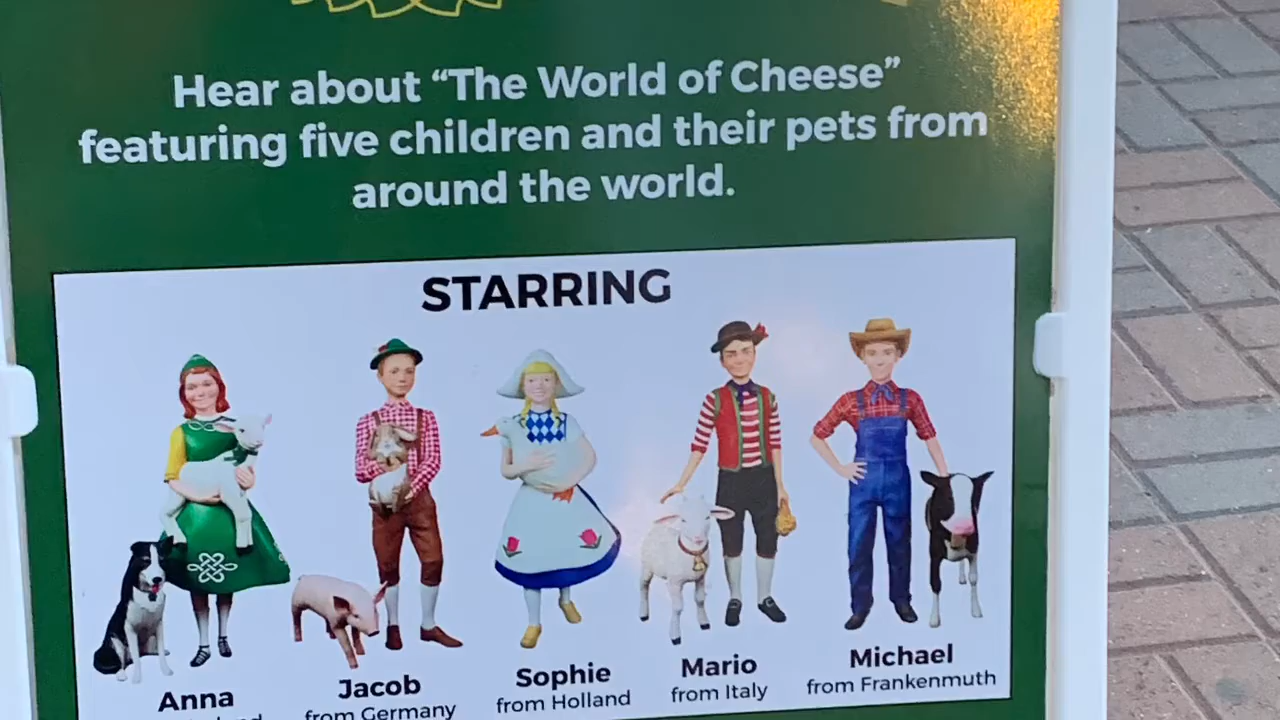 Hear about “The World of Cheese”
featuring five children and their pets from
around the world.
STARRING
Anna
Jacob
from Germany
Sophie
from Holland
Mario
from Italy
Michael
from Frankenmuth